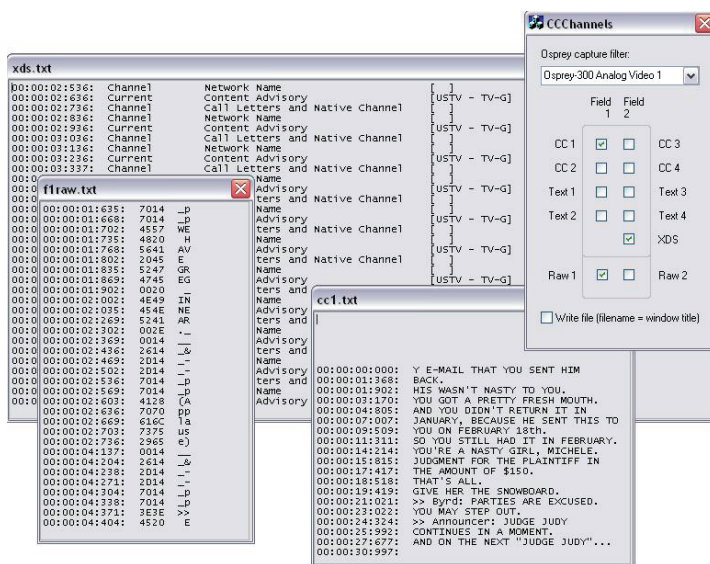 xds.txt
00:00:02:536: Channel Network Name [ ]
00:00:02:636: Current Content Advisory [USTV - TV-G]
00:00:02:736: Channel Call Letters and Native Channel [ ]
00:00:02:836: Channel Network Name [ ]
00:00:02:936: Current Content Advisory [USTV - TV-G]
00:00:03:036: Channel Call Letters and Native Channel [ ]
00:00:03:136: Channel Network Name [ ]
00:00:03:236: Current Content Advisory [USTV - TV-G]
00:00:03:337: Channel Call Letters and Native Channel [ ]
f1raw.txt
00:00:01:635: 7014 _p
00:00:01:668: 7014 _p
00:00:01:702: 4557 WE
00:00:01:735: 4820 H
00:00:01:768: 5641 AV
00:00:01:802: 2045 E
00:00:01:835: 5247 GR
00:00:01:869: 4745 EG
00:00:01:902: 0020 _
00:00:02:002: 4E49 IN
00:00:02:035: 454E NE
00:00:02:269: 5241 AR
00:00:02:302: 002E ._
00:00:02:369: 0014 __
00:00:02:436: 2614 _&
00:00:02:469: 2D14 _-
00:00:02:502: 2D14 _-
00:00:02:536: 7014 _p
00:00:02:569: 7014 _p
00:00:02:603: 4128 (A
00:00:02:636: 7070 pp
00:00:02:669: 616C la
00:00:02:703: 7375 us
00:00:02:736: 2965 e)
00:00:04:137: 0014 __
00:00:04:204: 2614 _&
00:00:04:238: 2D14 _-
00:00:04:271: 2D14 _-
00:00:04:304: 7014 _p
00:00:04:338: 7014 _p
00:00:04:371: 3E3E >>
00:00:04:404: 4520 E
cc1.txt
00:00:00:000: Y E-MAIL THAT YOU SENT HIM
00:00:01:368: BACK.
00:00:01:902: HIS WASN'T NASTY TO YOU.
00:00:03:170: YOU GOT A PRETTY FRESH MOUTH.
00:00:04:805: AND YOU DIDN'T RETURN IT IN
00:00:07:007: JANUARY, BECAUSE HE SENT THIS TO
00:00:09:509: YOU ON FEBRUARY 18th.
00:00:11:311: SO YOU STILL HAD IT IN FEBRUARY.
00:00:14:214: YOU'RE A NASTY GIRL, MICHELE.
00:00:15:815: JUDGMENT FOR THE PLAINTIFF IN
00:00:17:417: THE AMOUNT OF $150.
00:00:18:518: THAT'S ALL.
00:00:19:419: GIVE HER THE SNOWBOARD.
00:00:21:021: >> Byrd: PARTIES ARE EXCUSED.
00:00:23:022: YOU MAY STEP OUT.
00:00:24:324: >> Announcer: JUDGE JUDY
00:00:25:992: CONTINUES IN A MOMENT.
00:00:27:677: AND ON THE NEXT "JUDGE JUDY"...
00:00:30:997:
CCChannels
Osprey capture filter:
Osprey-300 Analog Video 1
Field 1 Field 2
CC 1 CC 3
CC 2 CC 4
Text 1 Text 3
Text 2 Text 4
XDS
Raw 1 Raw 2
Write file (filename = window title)